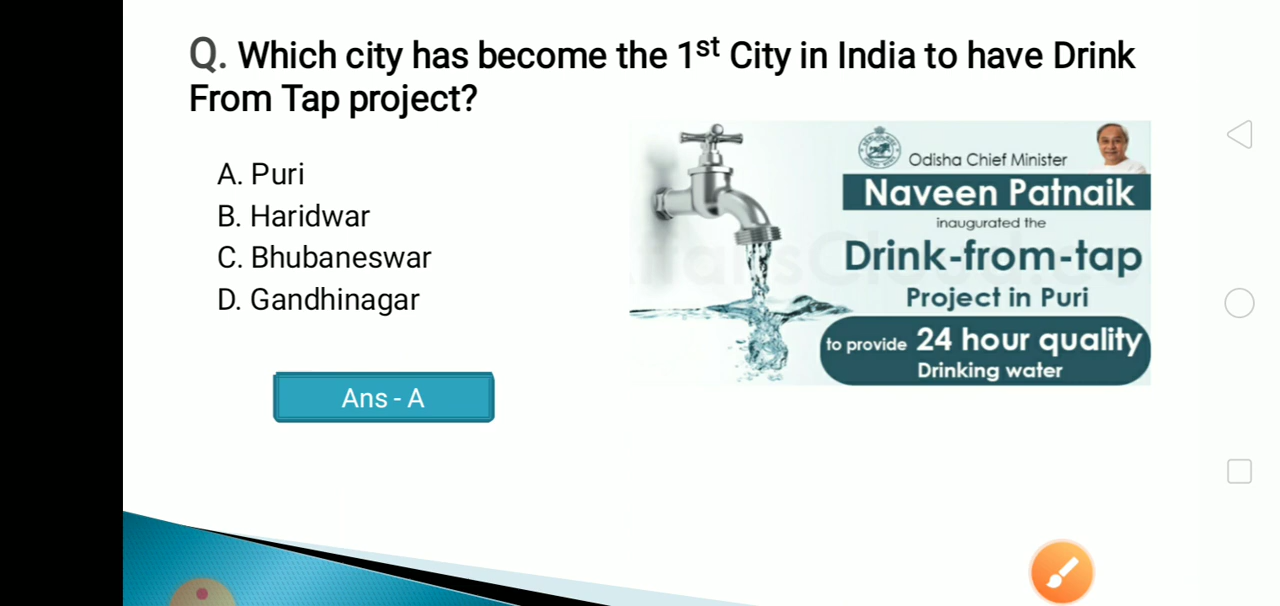 Q. Which city has become the 1st City in India to have Drink
From Tap project?
A. Puri
B. Haridwar
C. Bhubaneswar
D. Gandhinagar
Ans - A
Odisha Chief Minister
Naveen Patnaik
inaugurated the
Drink-from-tap
Project in Puri
to provide 24 hour quality
Drinking water